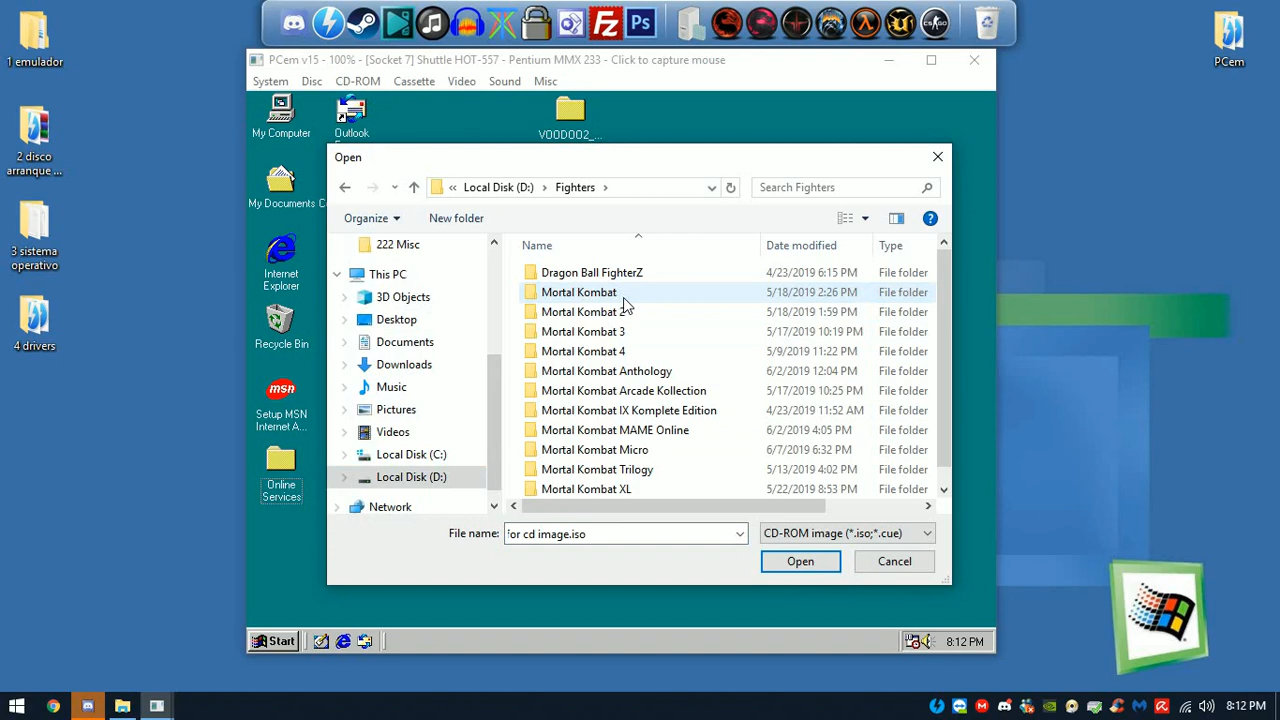 1 emulador
2 disco
arranque ...
3 sistema
operativo
4 drivers
Ps
CS GO
PCem
PCem v15 - 100% - [Socket 7] Shuttle HOT-557 - Pentium MMX 233 - Click to capture mouse
System Disc CD-ROM Cassette Video Sound Misc
My Computer
Outlook
VOODOO2_...
My Documents
Internet
Explorer
Recycle Bin
msn
Setup MSN
Internet A...
Online
Services
Open
« Local Disk (D:) › Fighters ›
Search Fighters
Organize New folder
222 Misc
This PC
3D Objects
Desktop
Documents
Downloads
Music
Pictures
Videos
Local Disk (C:)
Local Disk (D:)
Network
Name Date modified Type
Dragon Ball FighterZ 4/23/2019 6:15 PM File folder
Mortal Kombat 5/18/2019 2:26 PM File folder
Mortal Kombat 2 5/18/2019 1:59 PM File folder
Mortal Kombat 3 5/17/2019 10:19 PM File folder
Mortal Kombat 4 5/9/2019 11:22 PM File folder
Mortal Kombat Anthology 6/2/2019 12:04 PM File folder
Mortal Kombat Arcade Kollection 5/17/2019 10:25 PM File folder
Mortal Kombat IX Komplete Edition 4/23/2019 11:52 AM File folder
Mortal Kombat MAME Online 6/2/2019 4:05 PM File folder
Mortal Kombat Micro 6/7/2019 6:32 PM File folder
Mortal Kombat Trilogy 5/13/2019 4:02 PM File folder
Mortal Kombat XL 5/22/2019 8:53 PM File folder
File name: for cd image.iso CD-ROM image (*.iso;*.cue)
Open Cancel
Start 8:12 PM
8:12 PM